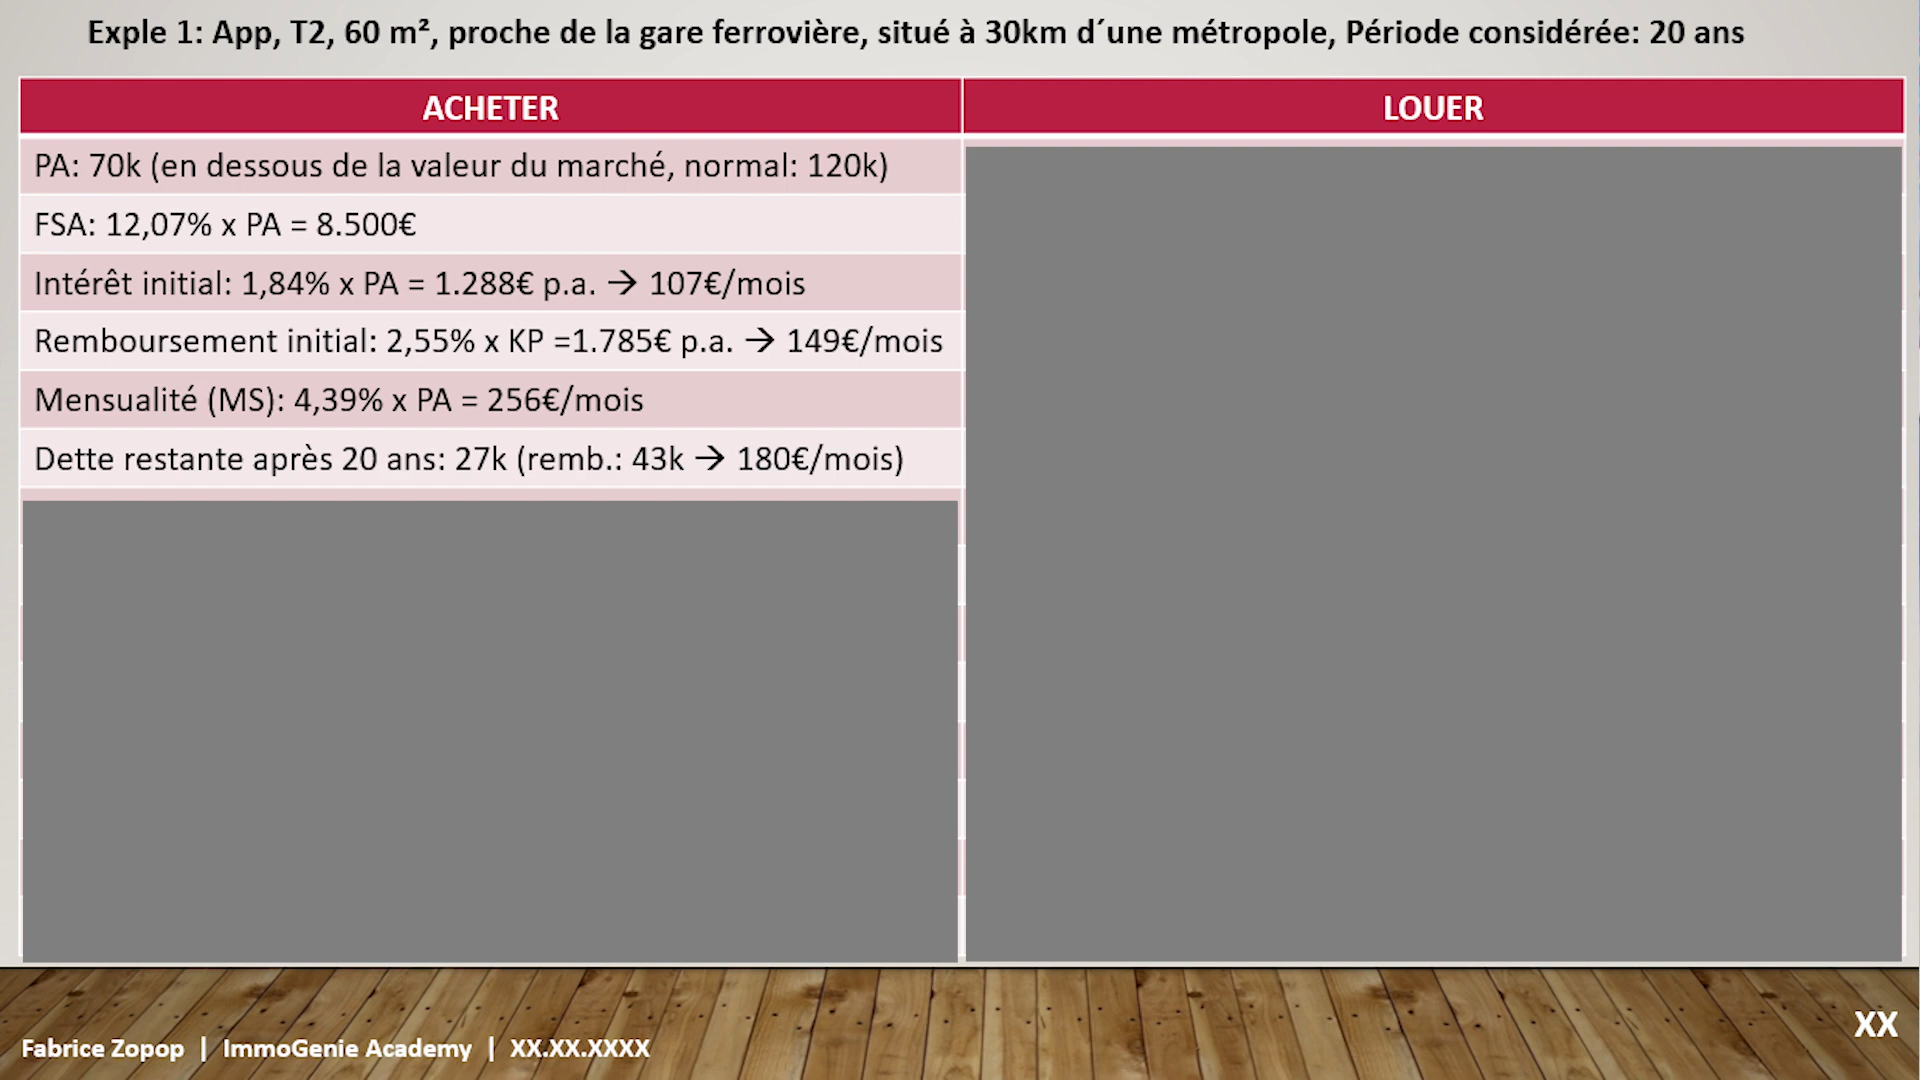 Exple 1: App, T2, 60 m², proche de la gare ferrovière, situé à 30km d´une métropole, Période considérée: 20 ans
ACHETER
LOUER
PA: 70k (en dessous de la valeur du marché, normal: 120k)
FSA: 12,07% x PA = 8.500€
Intérêt initial: 1,84% x PA = 1.288€ p.a. → 107€/mois
Remboursement initial: 2,55% x KP =1.785€ p.a. → 149€/mois
Mensualité (MS): 4,39% x PA = 256€/mois
Dette restante après 20 ans: 27k (remb.: 43k → 180€/mois)
Fabrice Zopop | ImmoGenie Academy | XX.XX.XXXX
XX